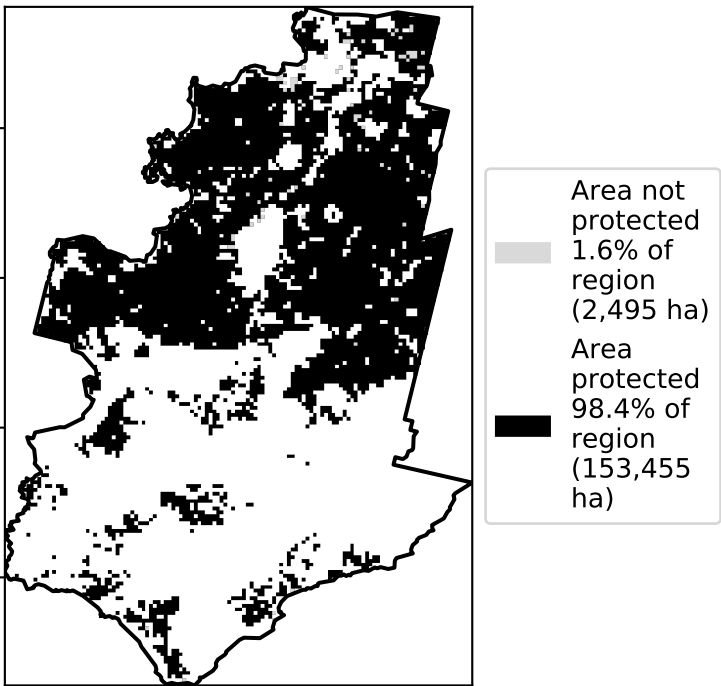 Area not
protected
1.6% of
region
(2,495 ha)
Area
protected
98.4% of
region
(153,455
ha)